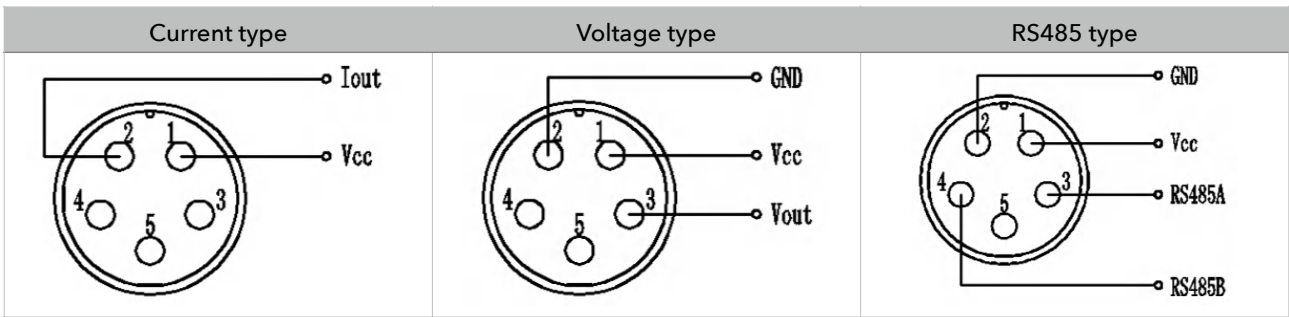 Current type
Voltage type
RS485 type
Iout
2 1
Vcc
4 3
5
GND
2 1
Vcc
4 3
Vout
5
GND
2 1
Vcc
4 3
RS485A
5
RS485B